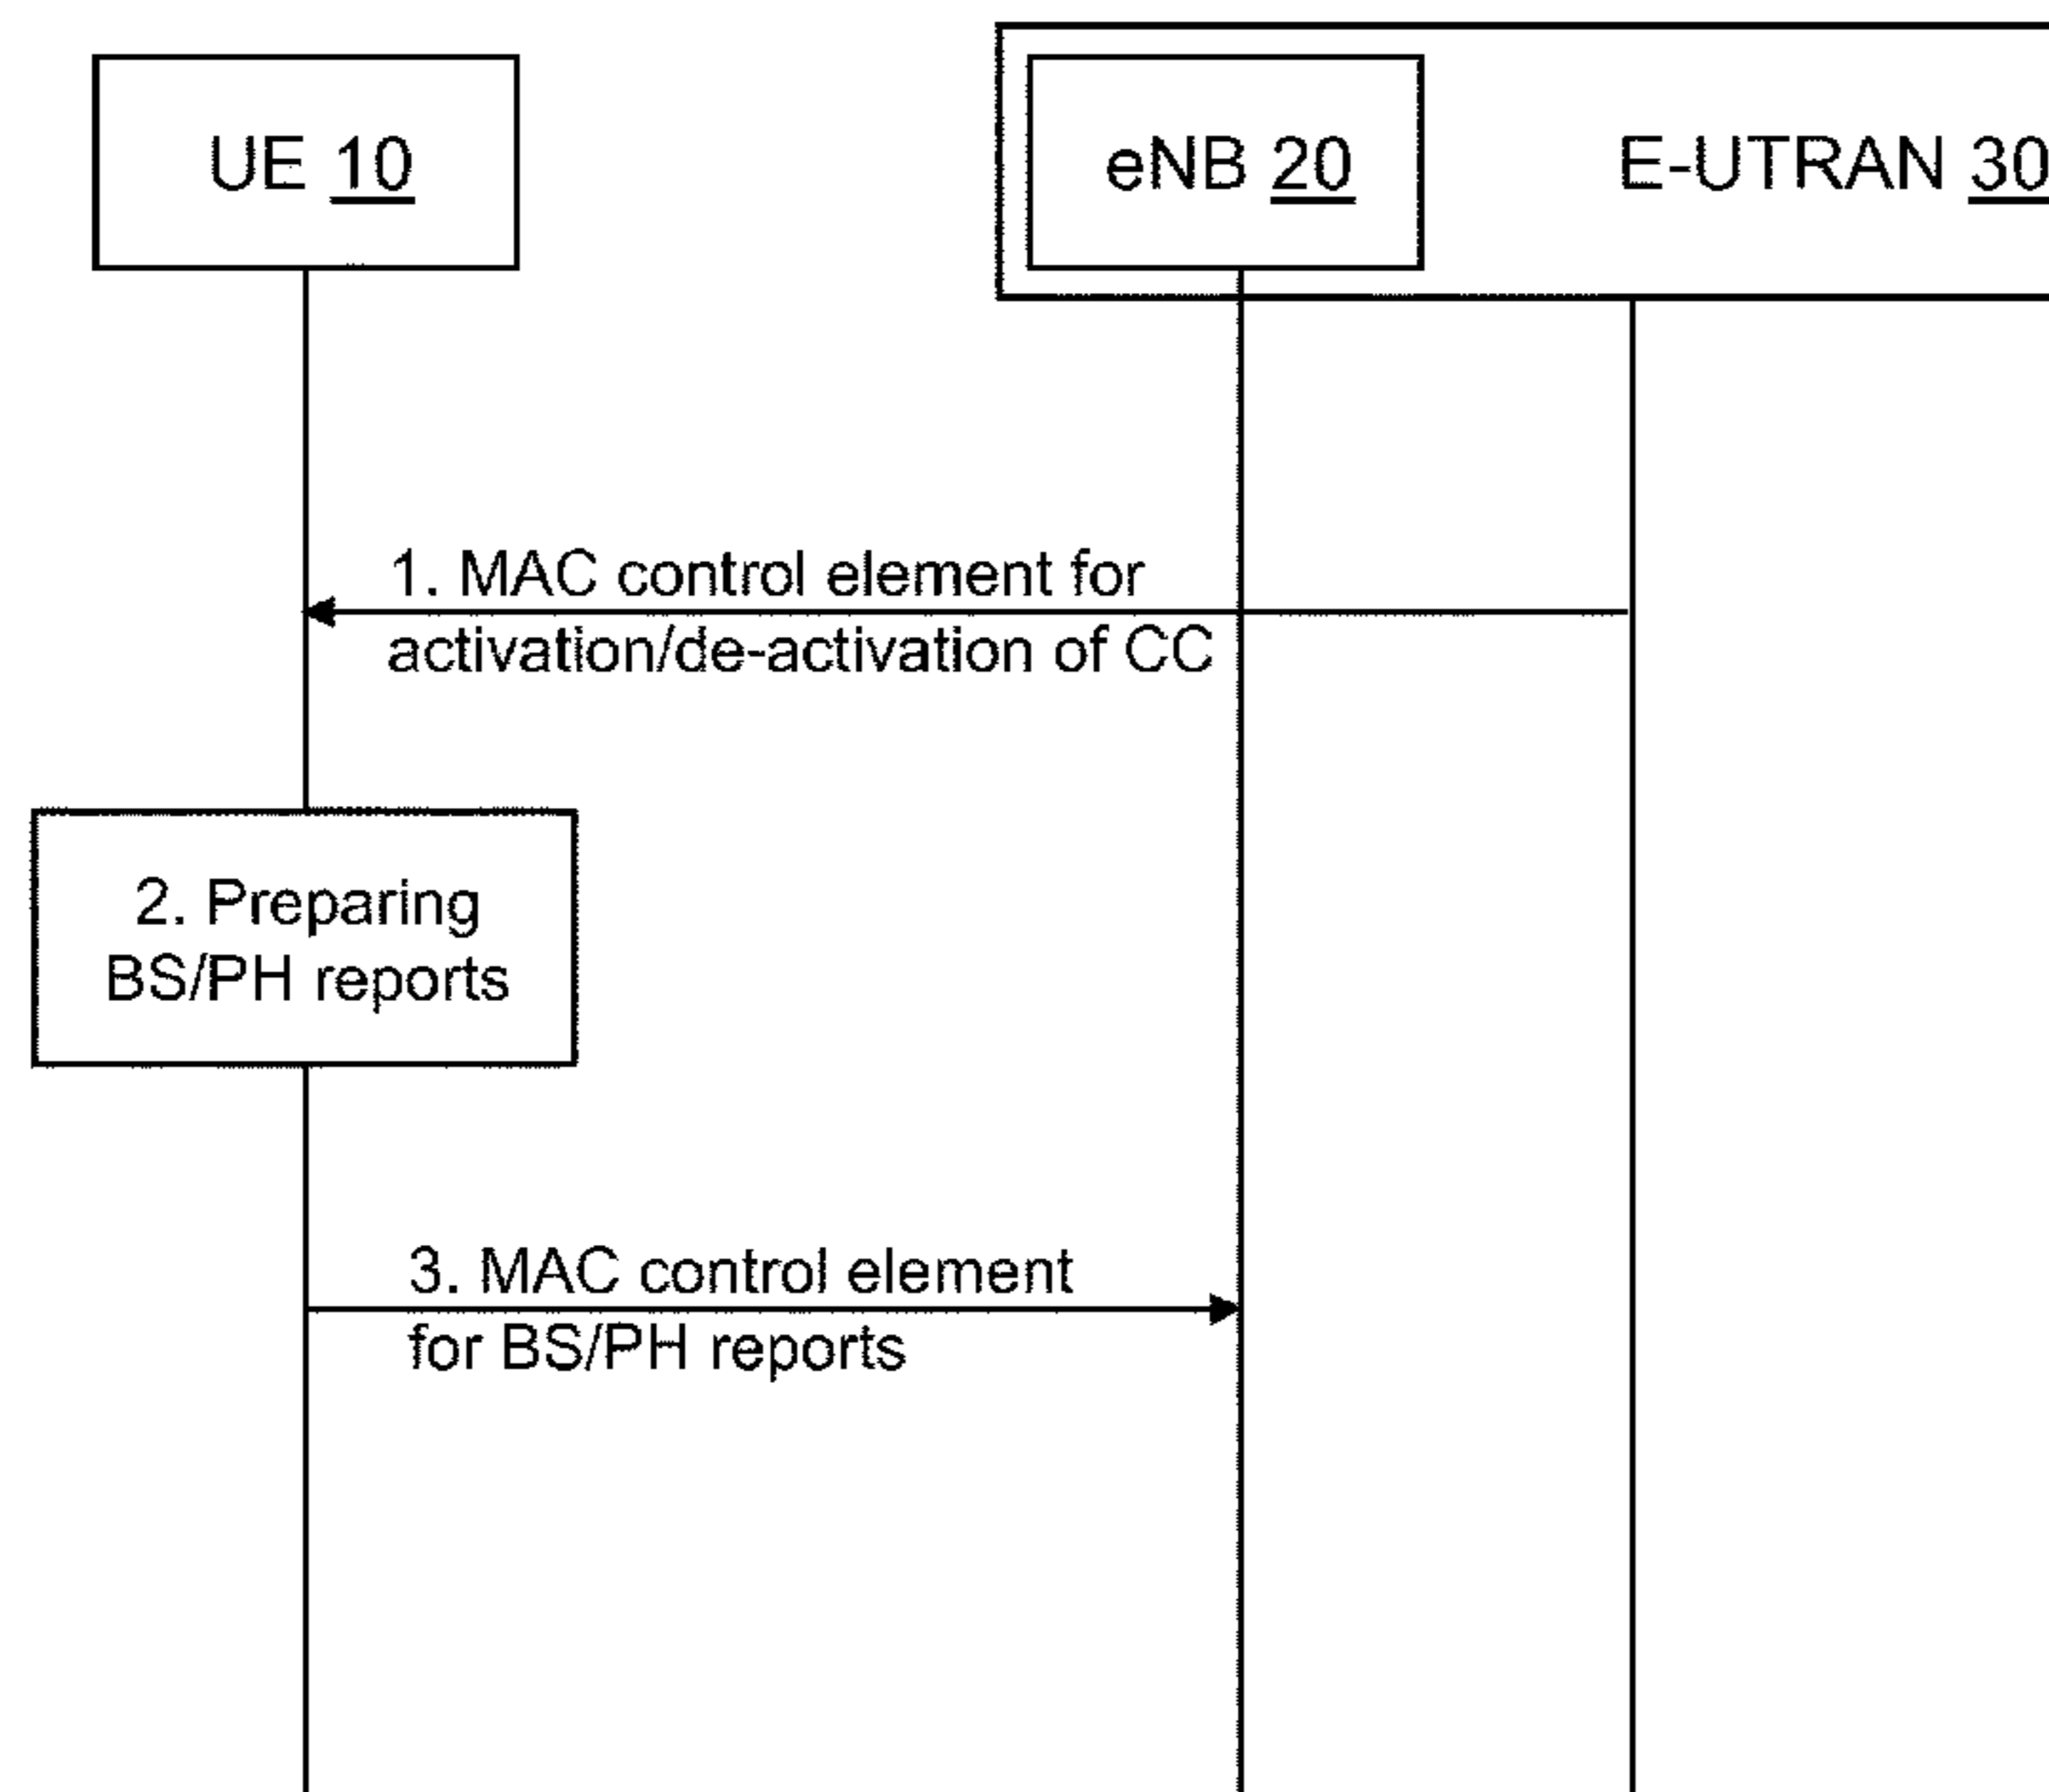 UE 10
eNB 20
E-UTRAN 30
1. MAC control element for
activation/de-activation of CC
2. Preparing
BS/PH reports
3. MAC control element
for BS/PH reports